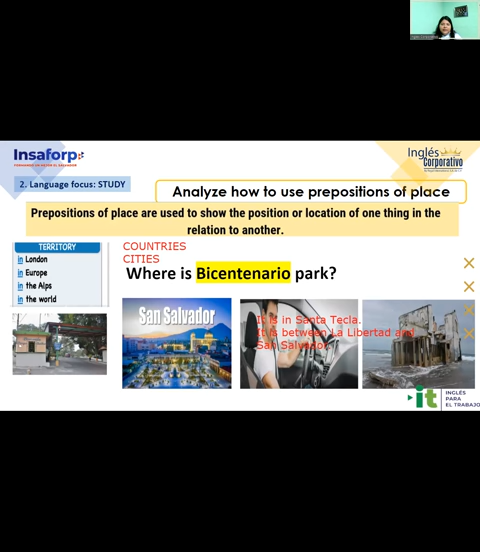 Insaforp
Inglés
Corporativo
2. Language focus: STUDY
Analyze how to use prepositions of place
Prepositions of place are used to show the position or location of one thing in the
relation to another.
TERRITORY
in London
in Europe
in the Alps
in the world
COUNTRIES
CITIES
Where is Bicentenario park?
San Salvador
It is in Santa Tecla.
It is between La Libertad and
San Salvador.
it
INGLÉS
PARA
EL TRABAJO